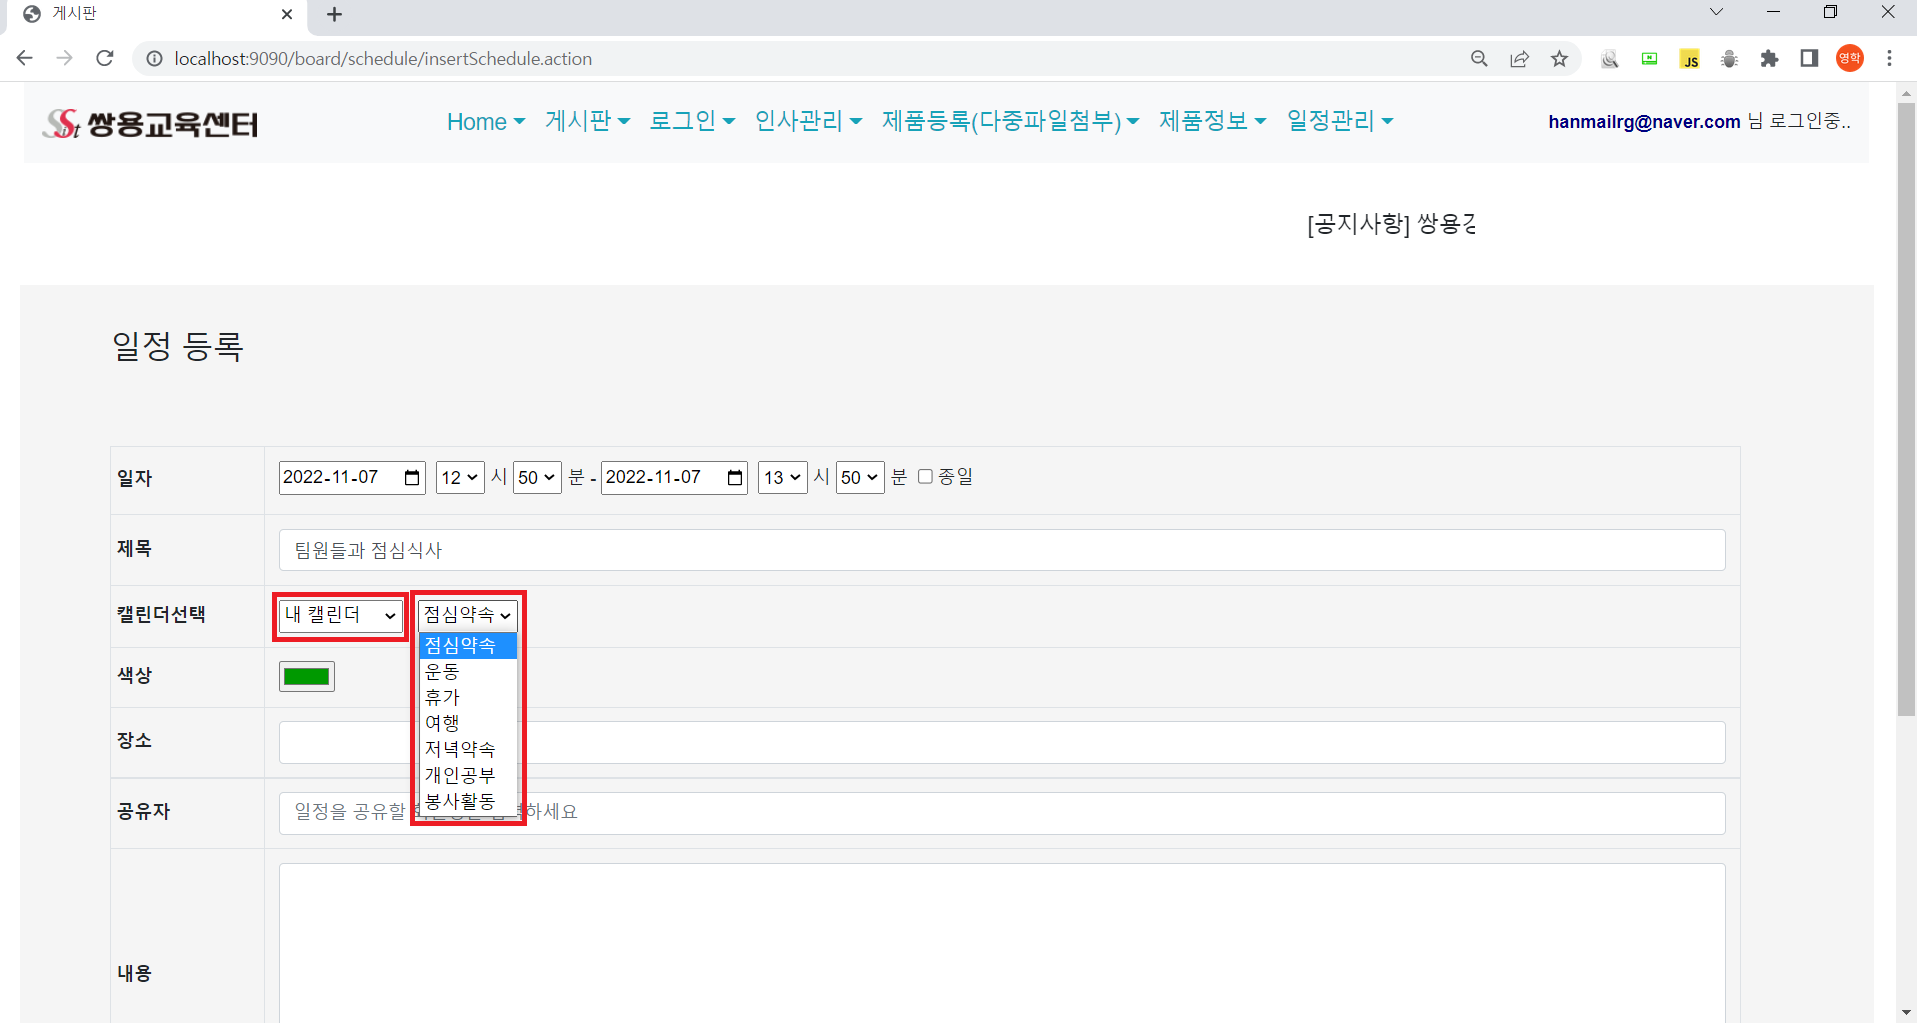 게시판
localhost:9090/board/schedule/insertSchedule.action
JS
영학
SSist 쌍용교육센터
Home 게시판 로그인 인사관리 제품등록(다중파일첨부) 제품정보 일정관리 hanmailrg@naver.com 님 로그인중..
[공지사항] 쌍용
일정 등록
일자 2022-11-07 12 시 50 분 - 2022-11-07 13 시 50 분 종일
제목 팀원들과 점심식사
캘린더선택 내 캘린더 점심약속
점심약속
색상
운동
휴가
여행
장소
저녁약속
개인공부
봉사활동
공유자 일정을 공유할 하세요
내용